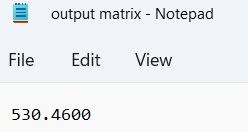 output matrix - Notepad
File Edit View
530.4600